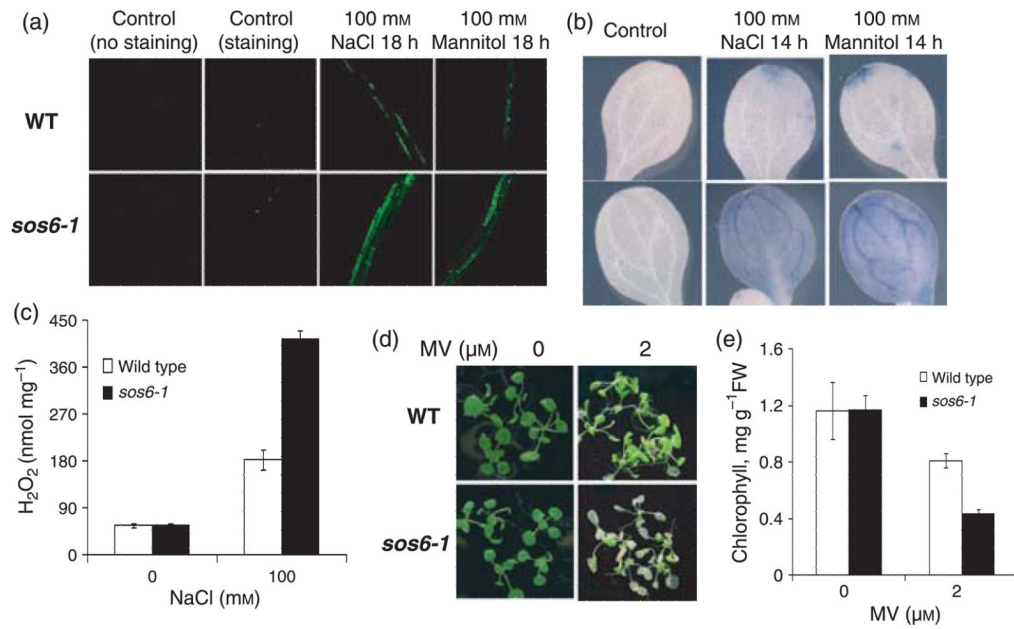 (a)
Control
(no staining)
Control
(staining)
100 mM
NaCl 18 h
100 mM
Mannitol 18 h
WT
sos6-1
(b)
Control
100 mM
NaCl 14 h
100 mM
Mannitol 14 h
(c)
450
360
270
180
90
0
H₂O₂ (nmol mg⁻¹)
Wild type
sos6-1
0
100
NaCl (mM)
(d)
MV (µM)
0
2
WT
sos6-1
(e)
1.6
1.2
0.8
0.4
0
Chlorophyll, mg g⁻¹FW
Wild type
sos6-1
0
2
MV (µM)